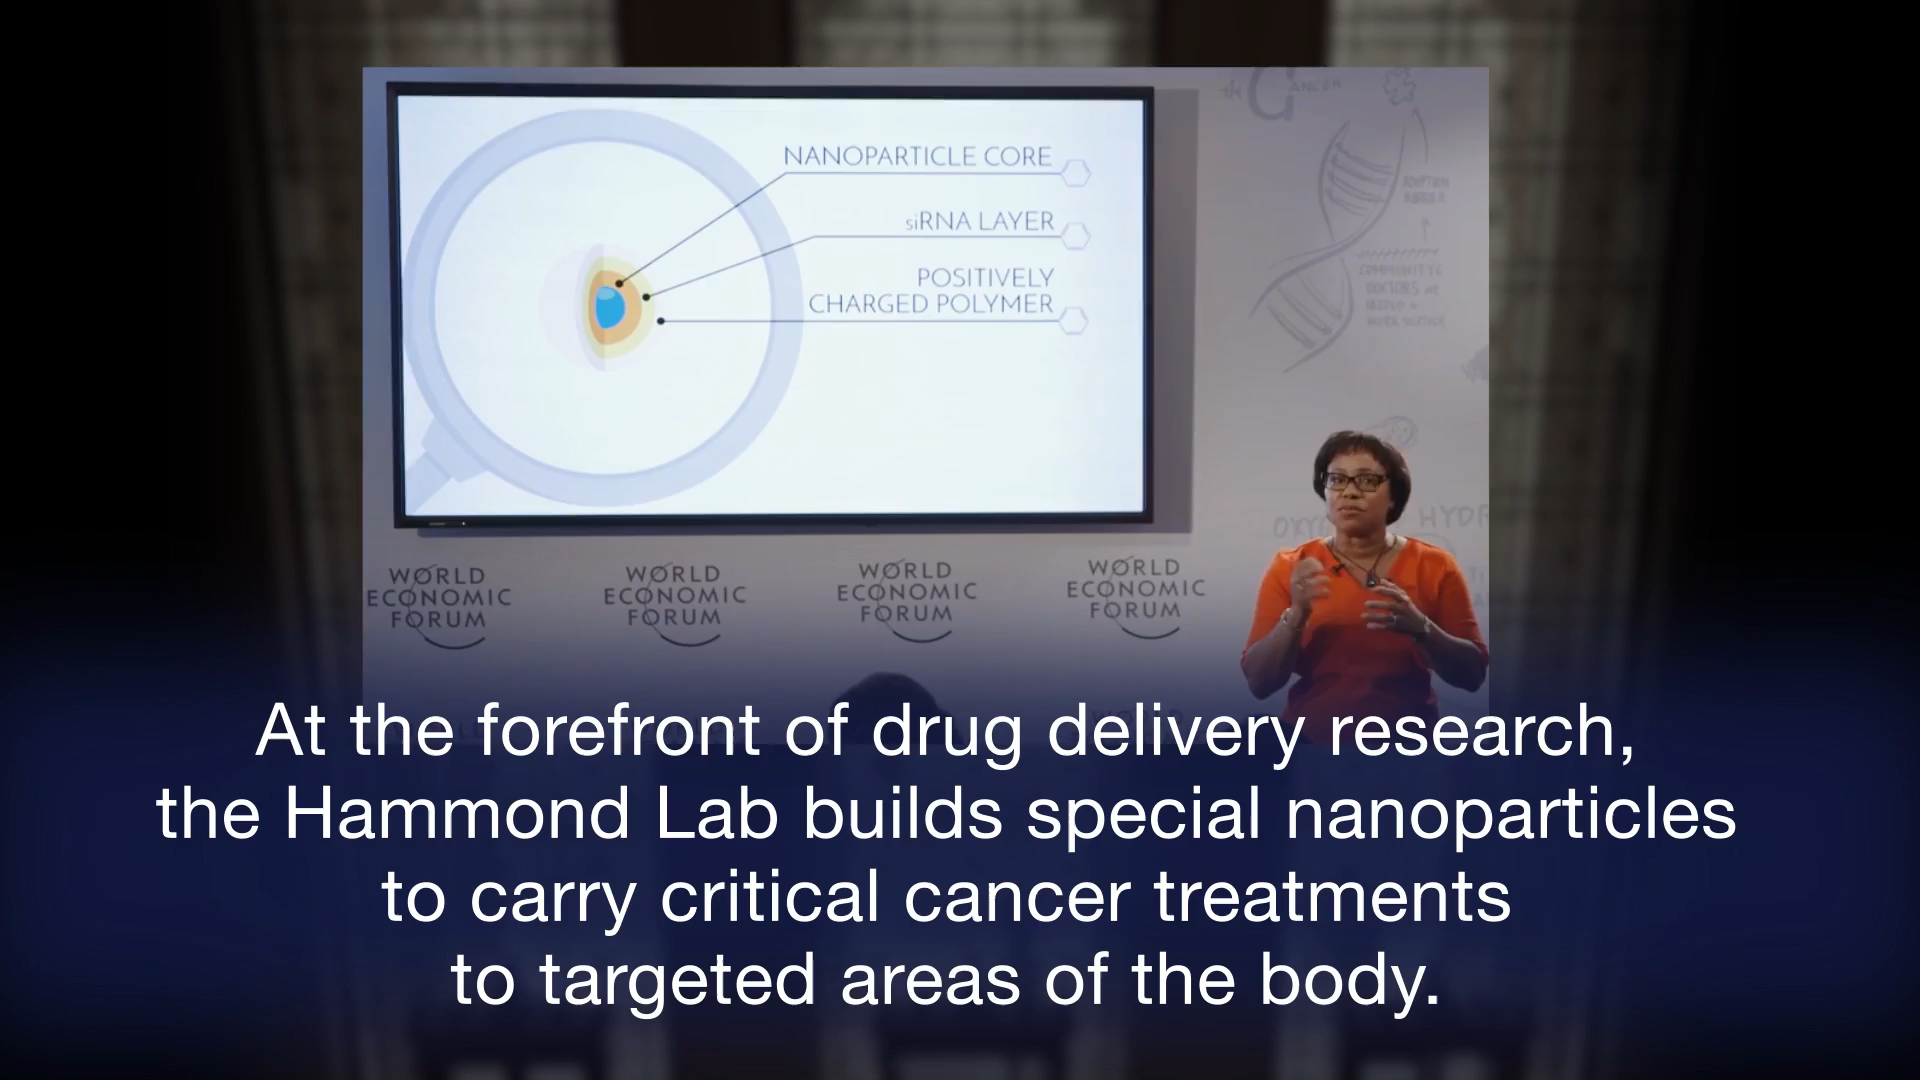 NANOPARTICLE CORE
siRNA LAYER
POSITIVELY
CHARGED POLYMER
WORLD
ECONOMIC
FORUM
WORLD
ECONOMIC
FORUM
WORLD
ECONOMIC
FORUM
WORLD
ECONOMIC
FORUM
At the forefront of drug delivery research,
the Hammond Lab builds special nanoparticles
to carry critical cancer treatments
to targeted areas of the body.